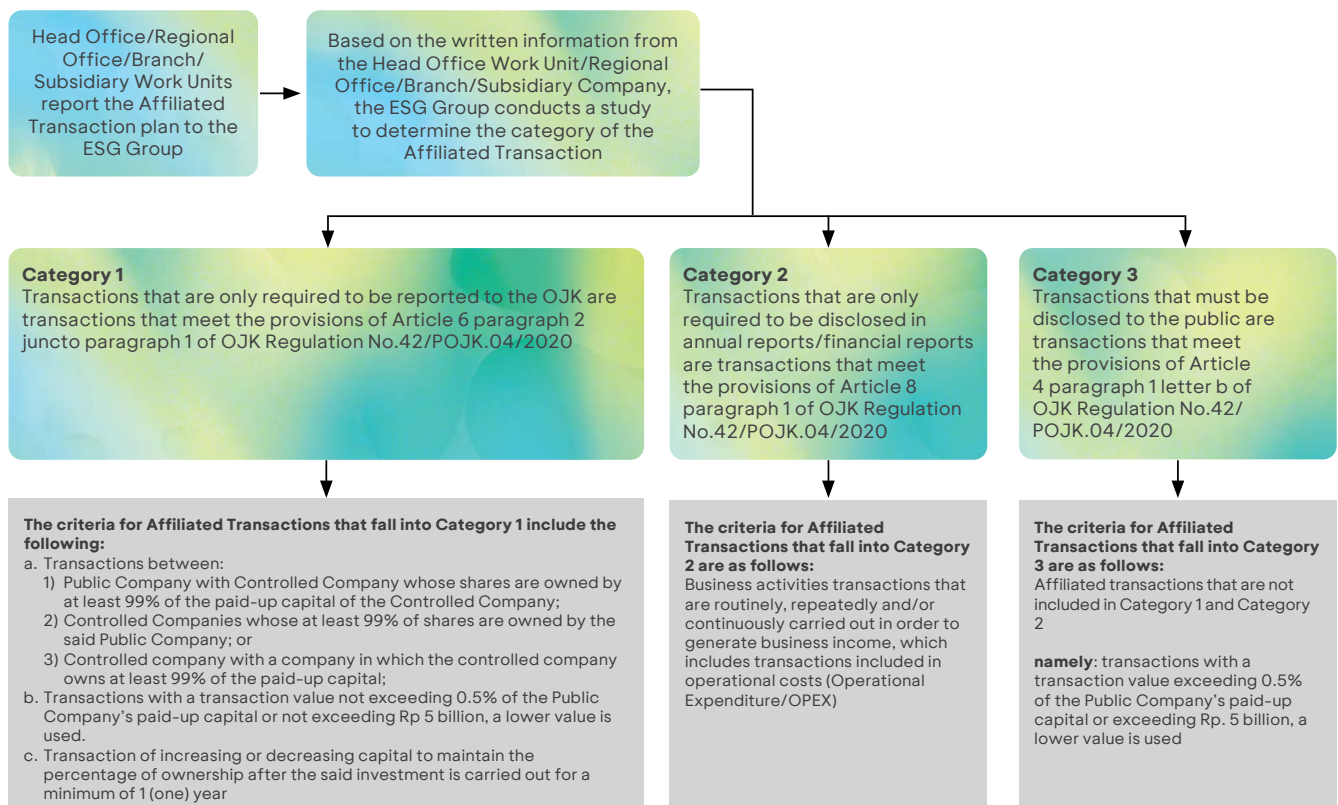 Head Office/Regional
Office/Branch/
Subsidiary Work Units
report the Affiliated
Transaction plan to the
ESG Group
Based on the written information from
the Head Office Work Unit/Regional
Office/Branch/Subsidiary Company,
the ESG Group conducts a study
to determine the category of the
Affiliated Transaction
Category 1
Transactions that are only required to be reported to the OJK are
transactions that meet the provisions of Article 6 paragraph 2
juncto paragraph 1 of OJK Regulation No.42/POJK.04/2020
Category 2
Transactions that are only
required to be disclosed in
annual reports/financial reports
are transactions that meet
the provisions of Article 8
paragraph 1 of OJK Regulation
No.42/POJK.04/2020
Category 3
Transactions that must be
disclosed to the public are
transactions that meet
the provisions of Article
4 paragraph 1 letter b of
OJK Regulation No.42/
POJK.04/2020
The criteria for Affiliated Transactions that fall into Category 1 include the
following:
a. Transactions between:
1) Public Company with Controlled Company whose shares are owned by
at least 99% of the paid-up capital of the Controlled Company;
2) Controlled Companies whose at least 99% of shares are owned by the
said Public Company; or
3) Controlled company with a company in which the controlled company
owns at least 99% of the paid-up capital;
b. Transactions with a transaction value not exceeding 0.5% of the Public
Company's paid-up capital or not exceeding Rp 5 billion, a lower value is
used.
c. Transaction of increasing or decreasing capital to maintain the
percentage of ownership after the said investment is carried out for a
minimum of 1 (one) year
The criteria for Affiliated
Transactions that fall into Category
2 are as follows:
Business activities transactions that
are routinely, repeatedly and/or
continuously carried out in order to
generate business income, which
includes transactions included in
operational costs (Operational
Expenditure/OPEX)
The criteria for Affiliated
Transactions that fall into Category
3 are as follows:
Affiliated transactions that are not
included in Category 1 and Category
2
namely: transactions with a
transaction value exceeding 0.5%
of the Public Company's paid-up
capital or exceeding Rp. 5 billion, a
lower value is used